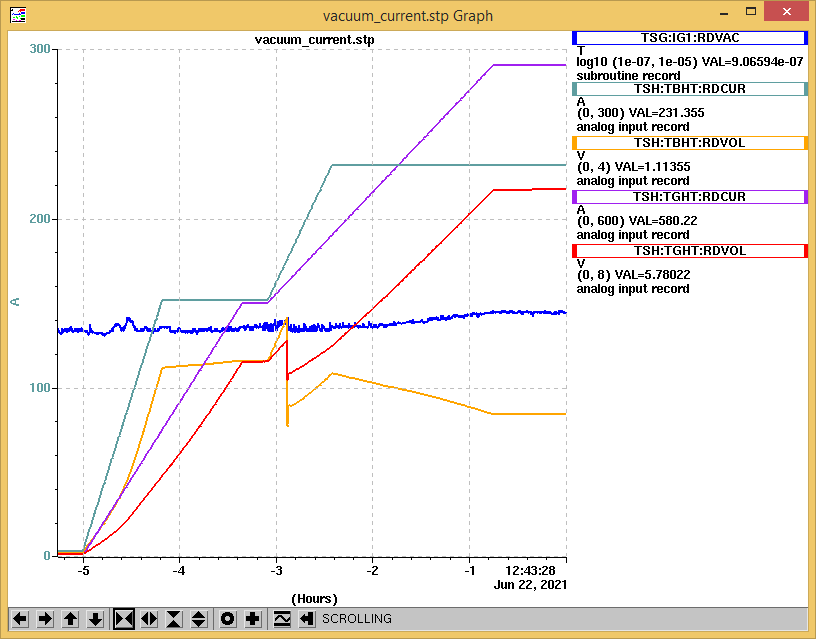 vacuum_current.stp Graph
vacuum_current.stp
300
200
100
0
A
-5
-4
-3
-2
-1
12:43:28
Jun 22, 2021
(Hours)
TSG:IG1:RDVAC
T
log10 (1e-07, 1e-05) VAL=9.06594e-07
subroutine record
TSH:TBHT:RDCUR
A
(0, 300) VAL=231.355
analog input record
TSH:TBHT:RDVOL
V
(0, 4) VAL=1.11355
analog input record
TSH:TGHT:RDCUR
A
(0, 600) VAL=580.22
analog input record
TSH:TGHT:RDVOL
V
(0, 8) VAL=5.78022
analog input record
SCROLLING